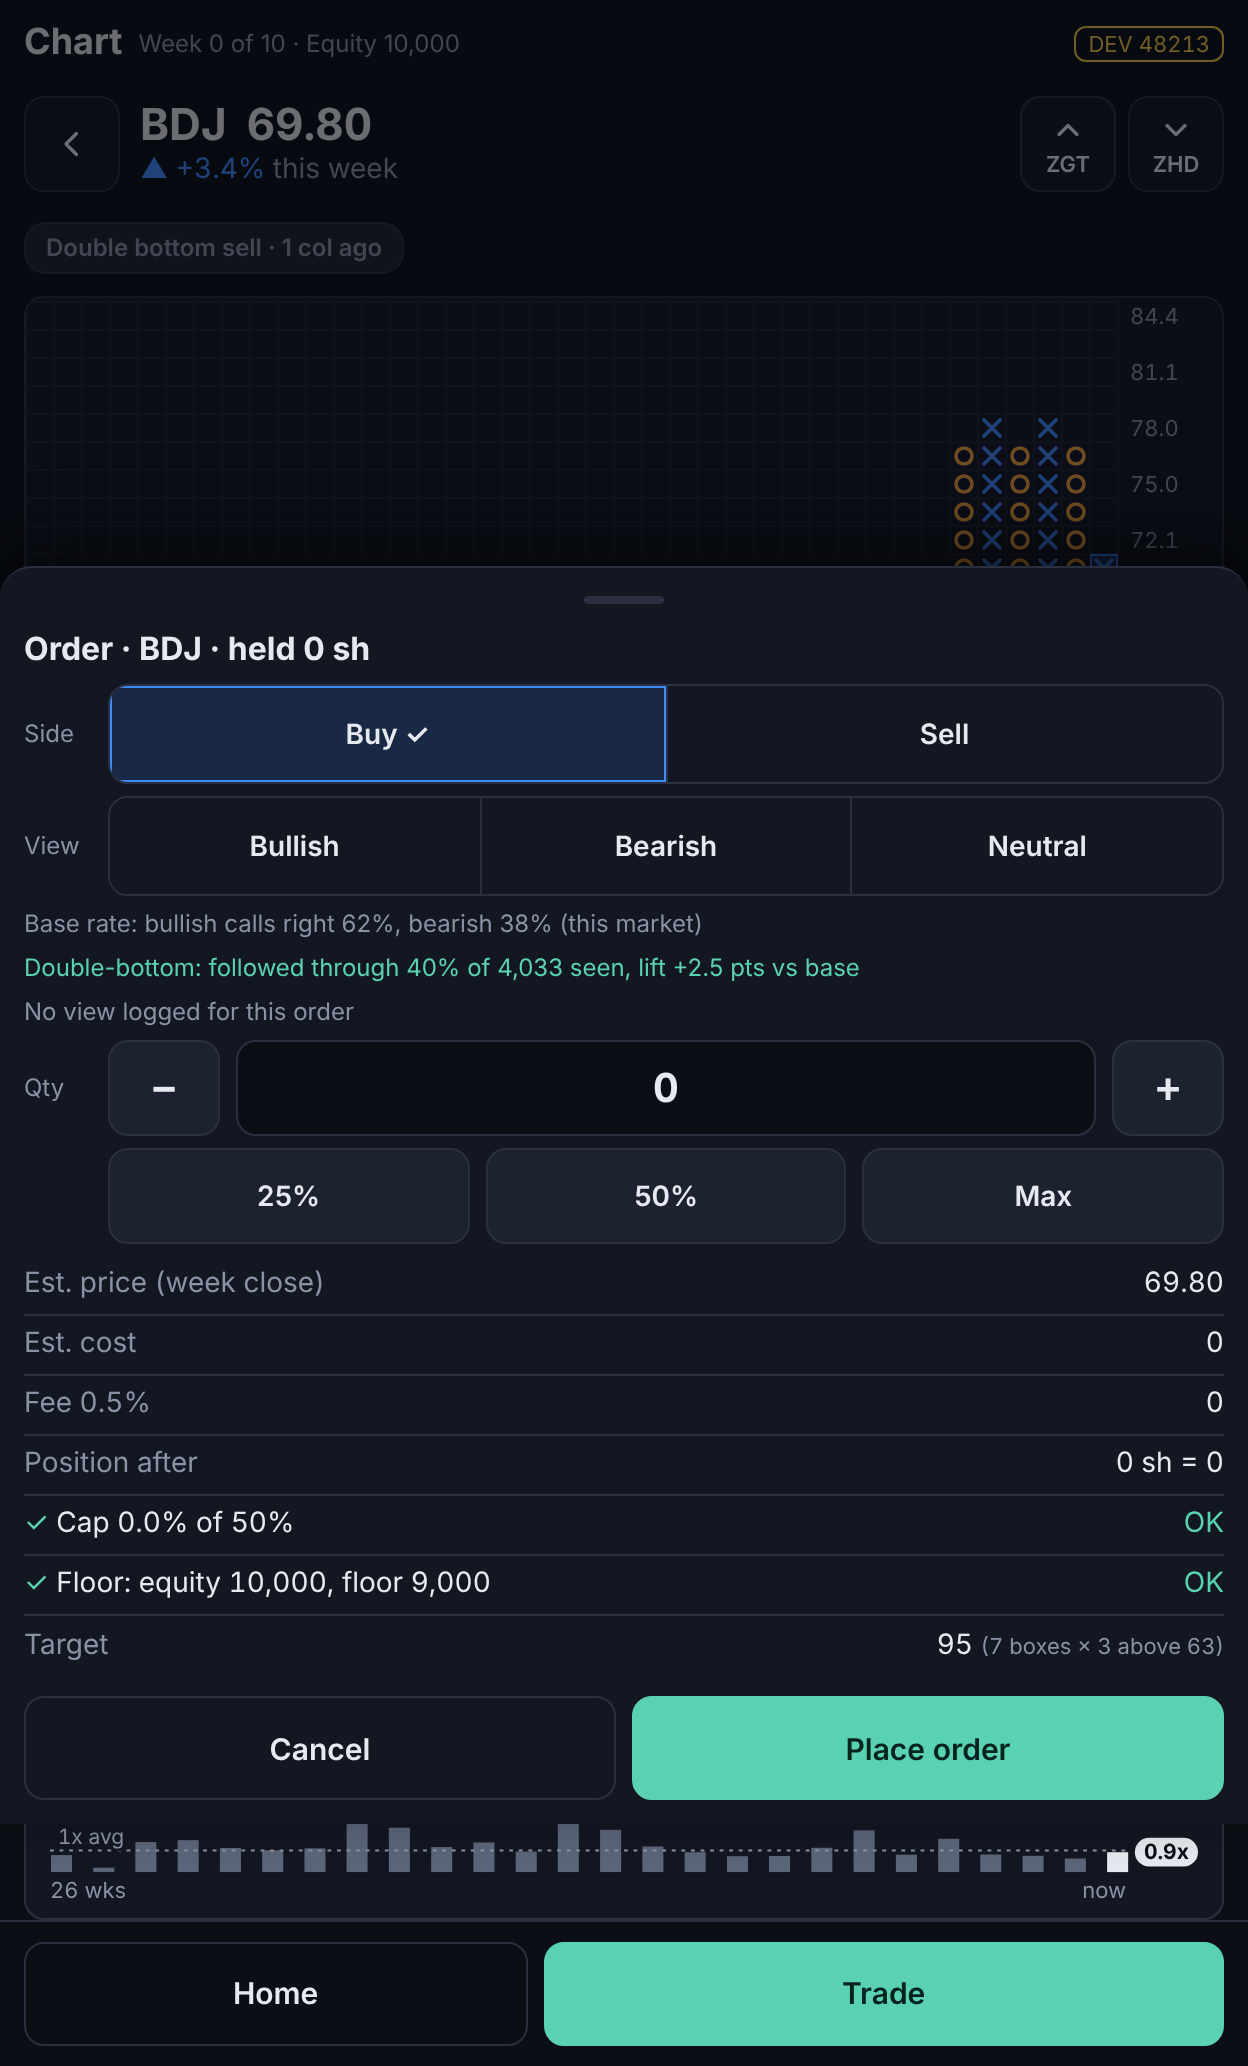 Chart Week 0 of 10 · Equity 10,000 DEV 48213
BDJ 69.80
▲ +3.4% this week
ZGT ZHD
Double bottom sell · 1 col ago
84.4
81.1
78.0
75.0
72.1
Order · BDJ · held 0 sh
Side Buy ✓ Sell
View Bullish Bearish Neutral
Base rate: bullish calls right 62%, bearish 38% (this market)
Double-bottom: followed through 40% of 4,033 seen, lift +2.5 pts vs base
No view logged for this order
Qty − 0 +
25% 50% Max
Est. price (week close) 69.80
Est. cost 0
Fee 0.5% 0
Position after 0 sh = 0
✓ Cap 0.0% of 50% OK
✓ Floor: equity 10,000, floor 9,000 OK
Target 95 (7 boxes × 3 above 63)
Cancel Place order
1x avg 0.9x
26 wks now
Home Trade